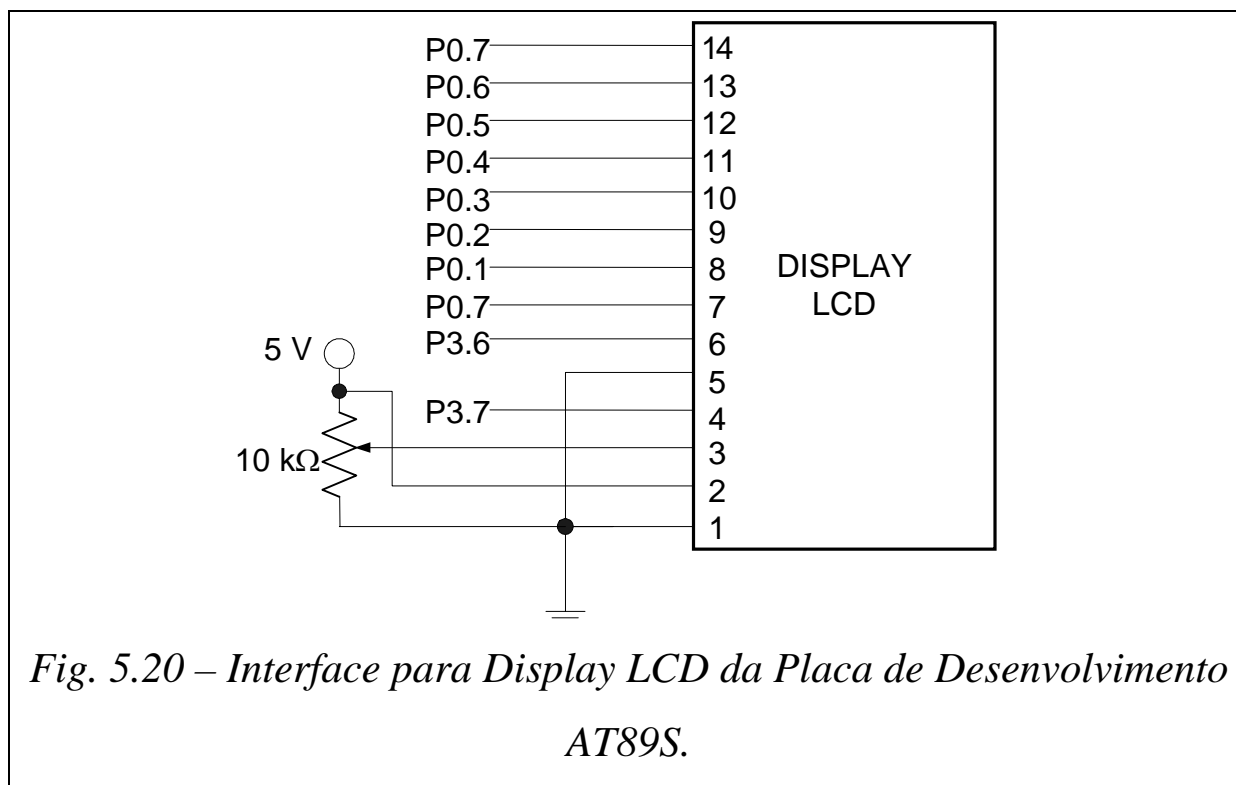 P0.7 14
P0.6 13
P0.5 12
P0.4 11
P0.3 10
P0.2 9
P0.1 8
P0.7 7
P3.6 6
5
P3.7 4
3
2
1
DISPLAY
LCD
5 V
10 kΩ
Fig. 5.20 – Interface para Display LCD da Placa de Desenvolvimento
AT89S.